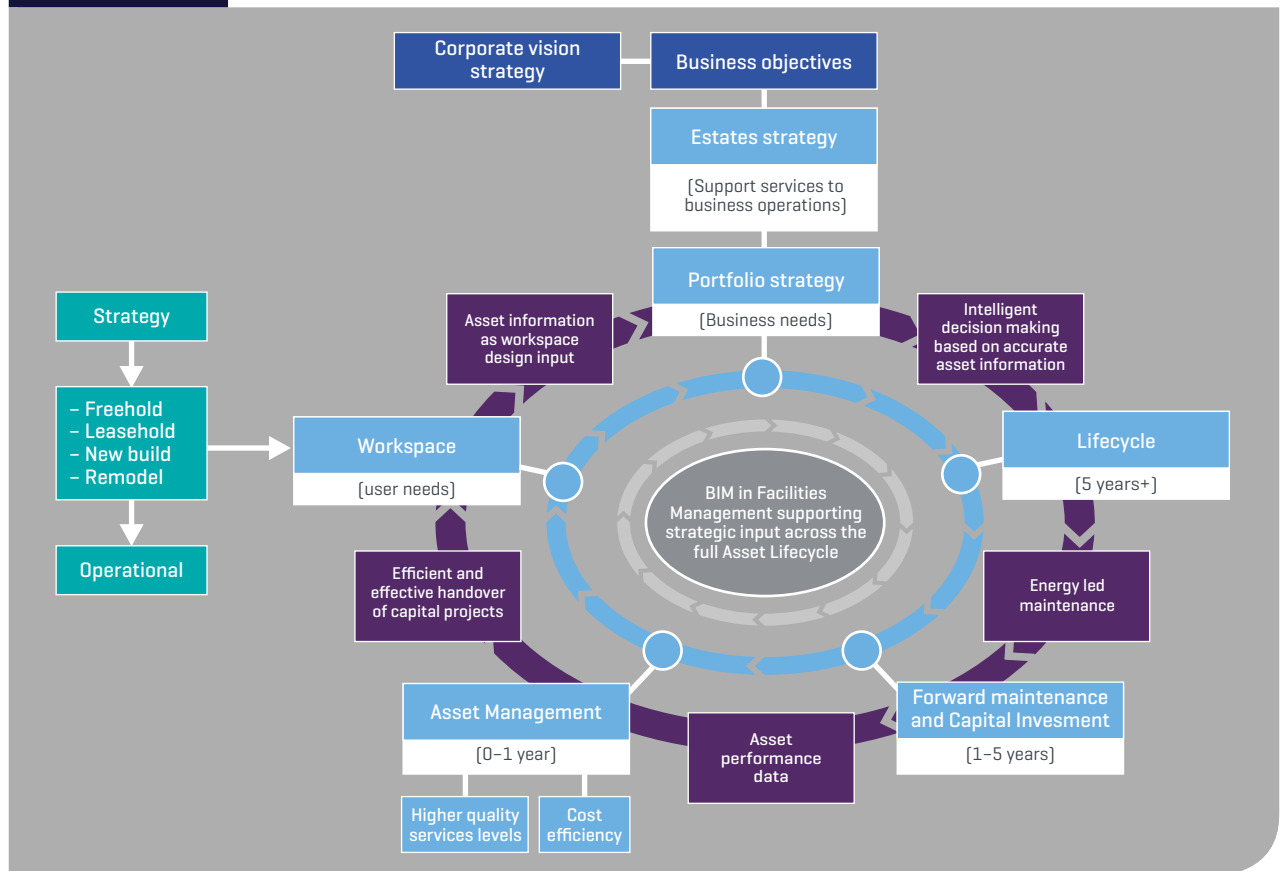 Corporate vision
strategy
Business objectives
Estates strategy
[Support services to
business operations]
Portfolio strategy
[Business needs]
Strategy
– Freehold
– Leasehold
– New build
– Remodel
Operational
Asset information
as workspace
design input
Intelligent
decision making
based on accurate
asset information
Workspace
[user needs]
Lifecycle
[5 years+]
BIM in Facilities
Management supporting
strategic input across the
full Asset Lifecycle
Efficient and
effective handover
of capital projects
Energy led
maintenance
Asset Management
[0–1 year]
Higher quality
services levels
Cost
efficiency
Asset
performance
data
Forward maintenance
and Capital Invesment
[1–5 years]